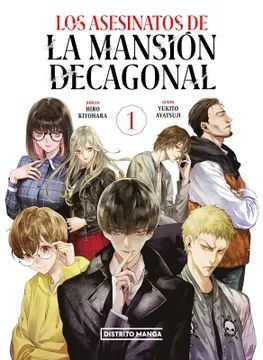 LOS ASESINATOS DE
LA MANSIÓN
DECAGONAL
DIBUJO
HIRO
KIYOHARA
1
GUION
YUKITO
AYATSUJI
DISTRITO MANGA